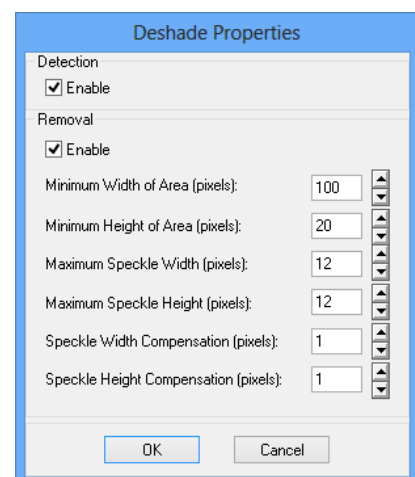 Deshade Properties
Detection
Enable
Removal
Enable
Minimum Width of Area (pixels): 100
Minimum Height of Area (pixels): 20
Maximum Speckle Width (pixels): 12
Maximum Speckle Height (pixels): 12
Speckle Width Compensation (pixels): 1
Speckle Height Compensation (pixels): 1
OK Cancel